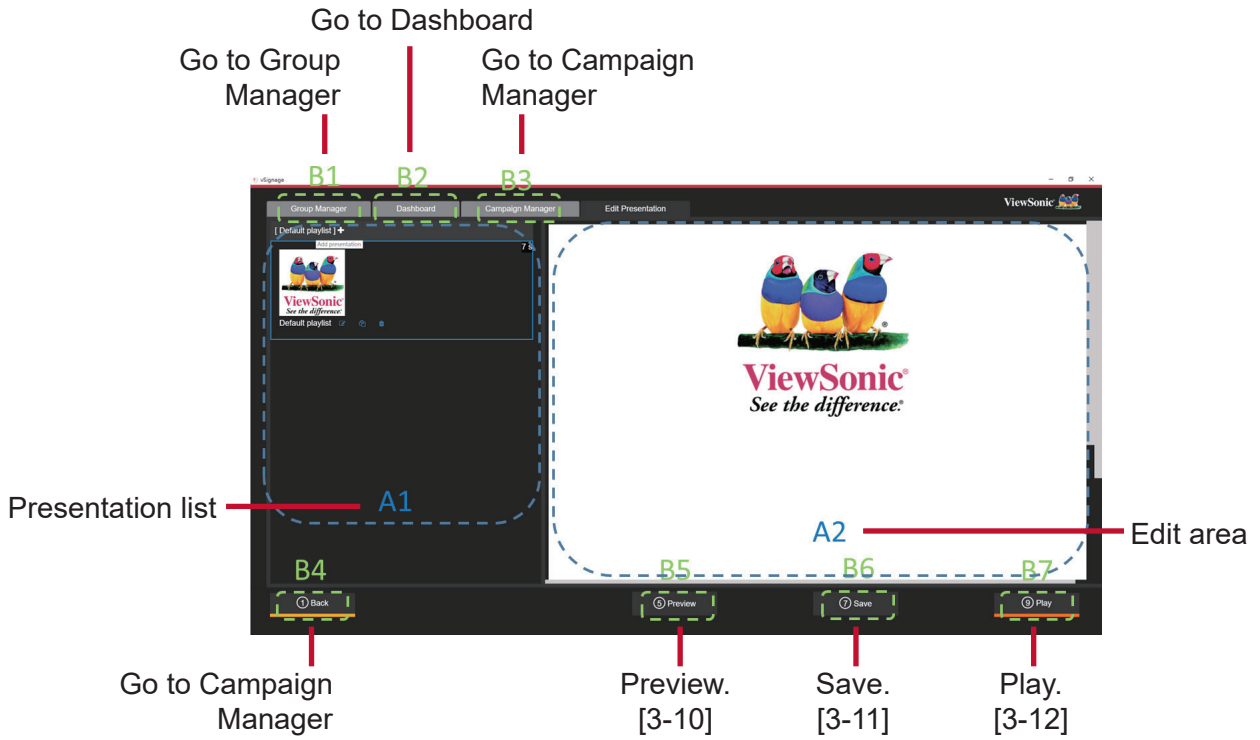 Go to Dashboard
Go to Group
Manager
Go to Campaign
Manager
B1
B2
B3
vSignage
Group Manager
Dashboard
Campaign Manager
Edit Presentation
ViewSonic
[ Default playlist ]
Add presentation
7 s
ViewSonic
See the difference
Default playlist
ViewSonic®
See the difference®
A1
A2
Presentation list
Edit area
B4
B5
B6
B7
1 Back
5 Preview
7 Save
9 Play
Go to Campaign
Manager
Preview.
[3-10]
Save.
[3-11]
Play.
[3-12]